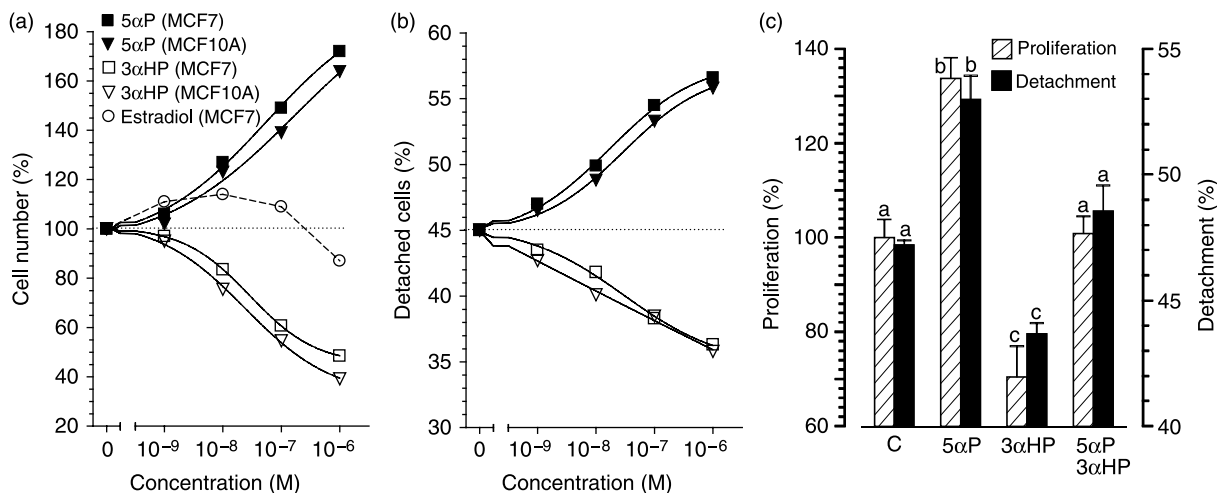 (a)
180
160
140
120
100
80
60
40
20
Cell number (%)
5αP (MCF7)
5αP (MCF10A)
3αHP (MCF7)
3αHP (MCF10A)
Estradiol (MCF7)
0 10⁻⁹ 10⁻⁸ 10⁻⁷ 10⁻⁶
Concentration (M)
(b)
60
55
50
45
40
35
30
Detached cells (%)
0 10⁻⁹ 10⁻⁸ 10⁻⁷ 10⁻⁶
Concentration (M)
(c)
140
120
100
80
60
Proliferation (%)
Proliferation
Detachment
a a b b c c a a
C 5αP 3αHP 5αP
3αHP
55
50
45
40
Detachment (%)